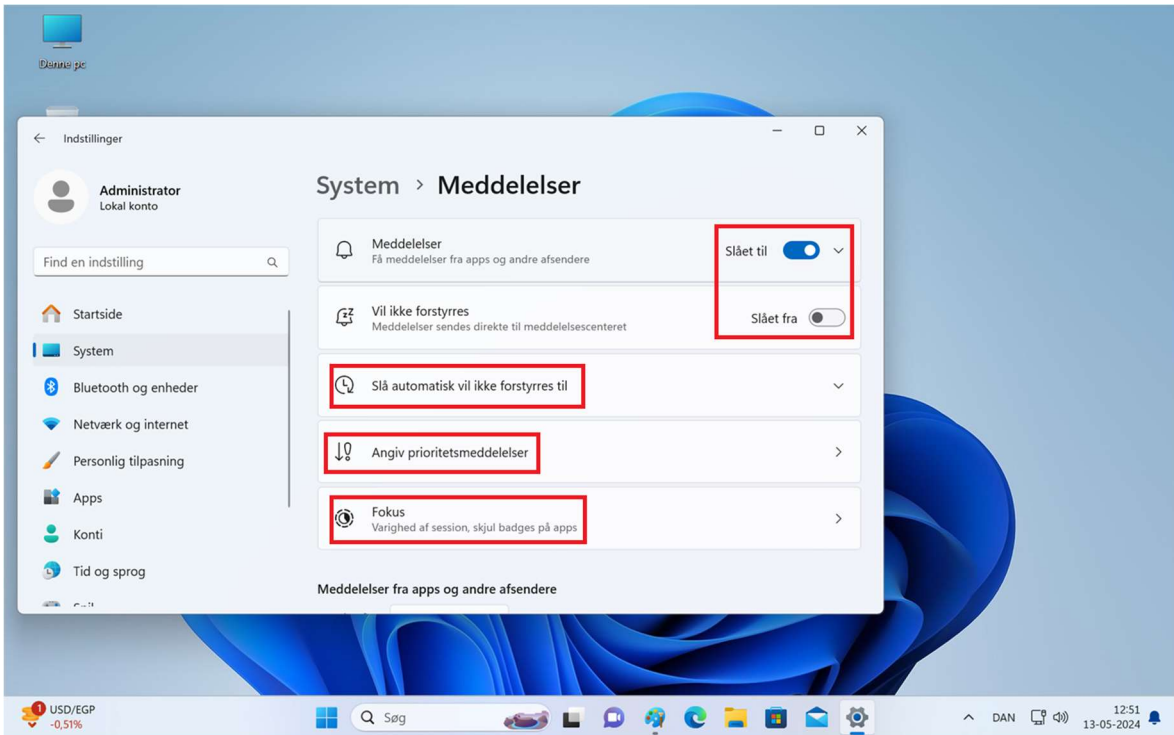 Denne pc
Indstillinger
Administrator
Lokal konto
Find en indstilling
Startside
System
Bluetooth og enheder
Netværk og internet
Personlig tilpasning
Apps
Konti
Tid og sprog
System > Meddelelser
Meddelelser
Få meddelelser fra apps og andre afsendere
Slået til
Vil ikke forstyrres
Meddelelser sendes direkte til meddelelsescenteret
Slået fra
Slå automatisk vil ikke forstyrres til
Angiv prioritetsmeddelelser
Fokus
Varighed af session, skjul badges på apps
Meddelelser fra apps og andre afsendere
1
USD/EGP
-0,51%
Søg
DAN
12:51
13-05-2024